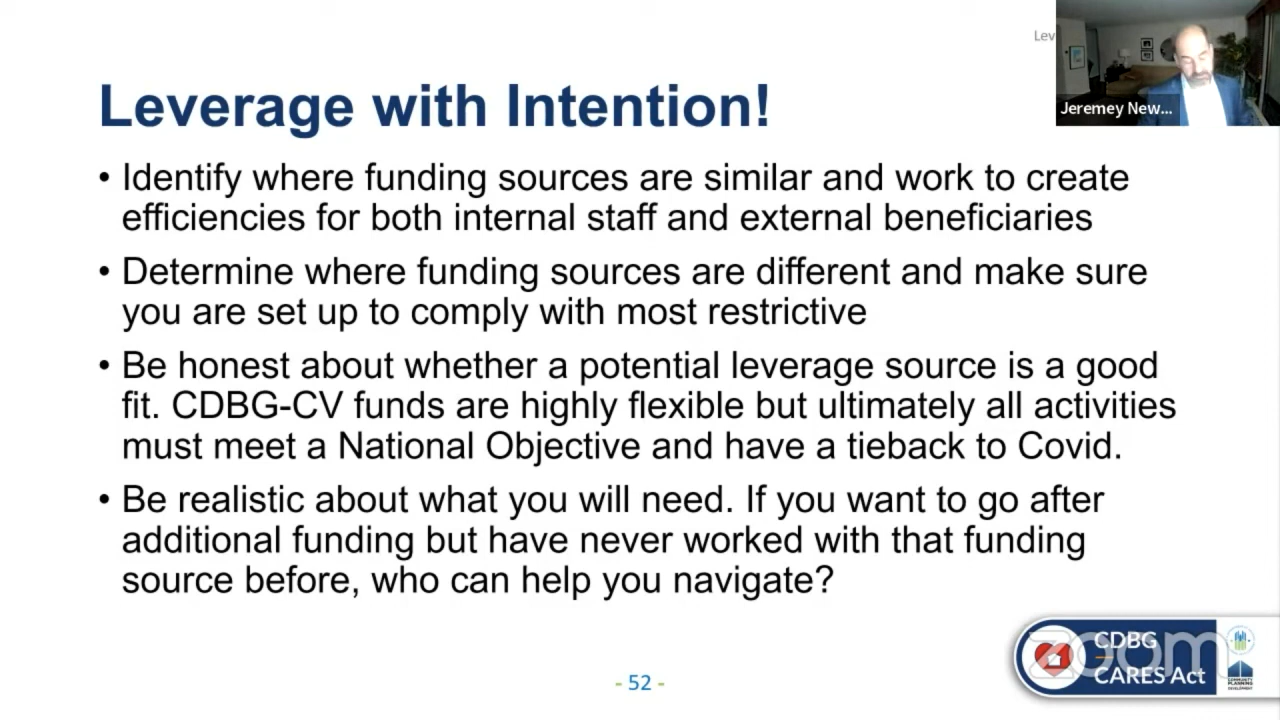 Lev
Jeremey New...
Leverage with Intention!
• Identify where funding sources are similar and work to create
efficiencies for both internal staff and external beneficiaries
• Determine where funding sources are different and make sure
you are set up to comply with most restrictive
• Be honest about whether a potential leverage source is a good
fit. CDBG-CV funds are highly flexible but ultimately all activities
must meet a National Objective and have a tieback to Covid.
• Be realistic about what you will need. If you want to go after
additional funding but have never worked with that funding
source before, who can help you navigate?
- 52 -
CDBG
CARES Act
zoom
COMMUNITY
PLANNING
DEVELOPMENT